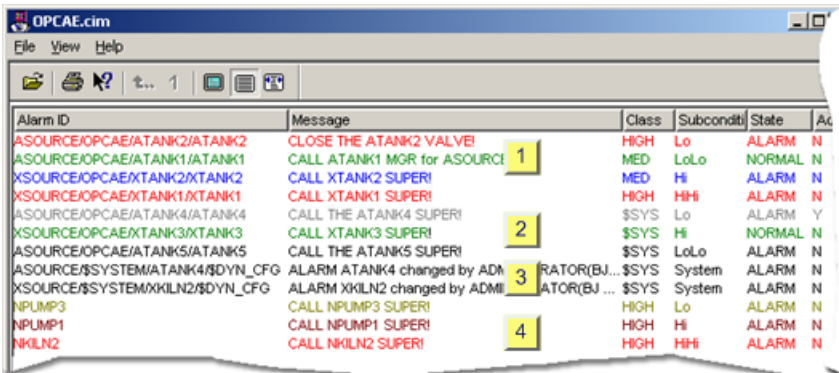 OPCAE.cim
File View Help
Alarm ID Message Class Subconditi State Ac
ASOURCE/OPCAE/ATANK2/ATANK2 CLOSE THE ATANK2 VALVE! HIGH Lo ALARM N
ASOURCE/OPCAE/ATANK1/ATANK1 CALL ATANK1 MGR for ASOURCE 1 MED LoLo NORMAL N
XSOURCE/OPCAE/XTANK2/XTANK2 CALL XTANK2 SUPER! MED Hi ALARM N
XSOURCE/OPCAE/XTANK1/XTANK1 CALL XTANK1 SUPER! HIGH HiHi ALARM N
ASOURCE/OPCAE/ATANK4/ATANK4 CALL THE ATANK4 SUPER! $SYS Lo ALARM Y
XSOURCE/OPCAE/XTANK3/XTANK3 CALL XTANK3 SUPER! 2 $SYS Hi NORMAL N
ASOURCE/OPCAE/ATANK5/ATANK5 CALL THE ATANK5 SUPER! $SYS LoLo ALARM N
ASOURCE/$SYSTEM/ATANK4/$DYN_CFG ALARM ATANK4 changed by ADM 3 RATOR(BJ ... $SYS System ALARM N
XSOURCE/$SYSTEM/XKILN2/$DYN_CFG ALARM XKILN2 changed by ADMI ATOR(BJ ... $SYS System ALARM N
NPUMP3 CALL NPUMP3 SUPER! HIGH Lo ALARM N
NPUMP1 CALL NPUMP1 SUPER! 4 HIGH Hi ALARM N
NKILN2 CALL NKILN2 SUPER! HIGH HiHi ALARM N